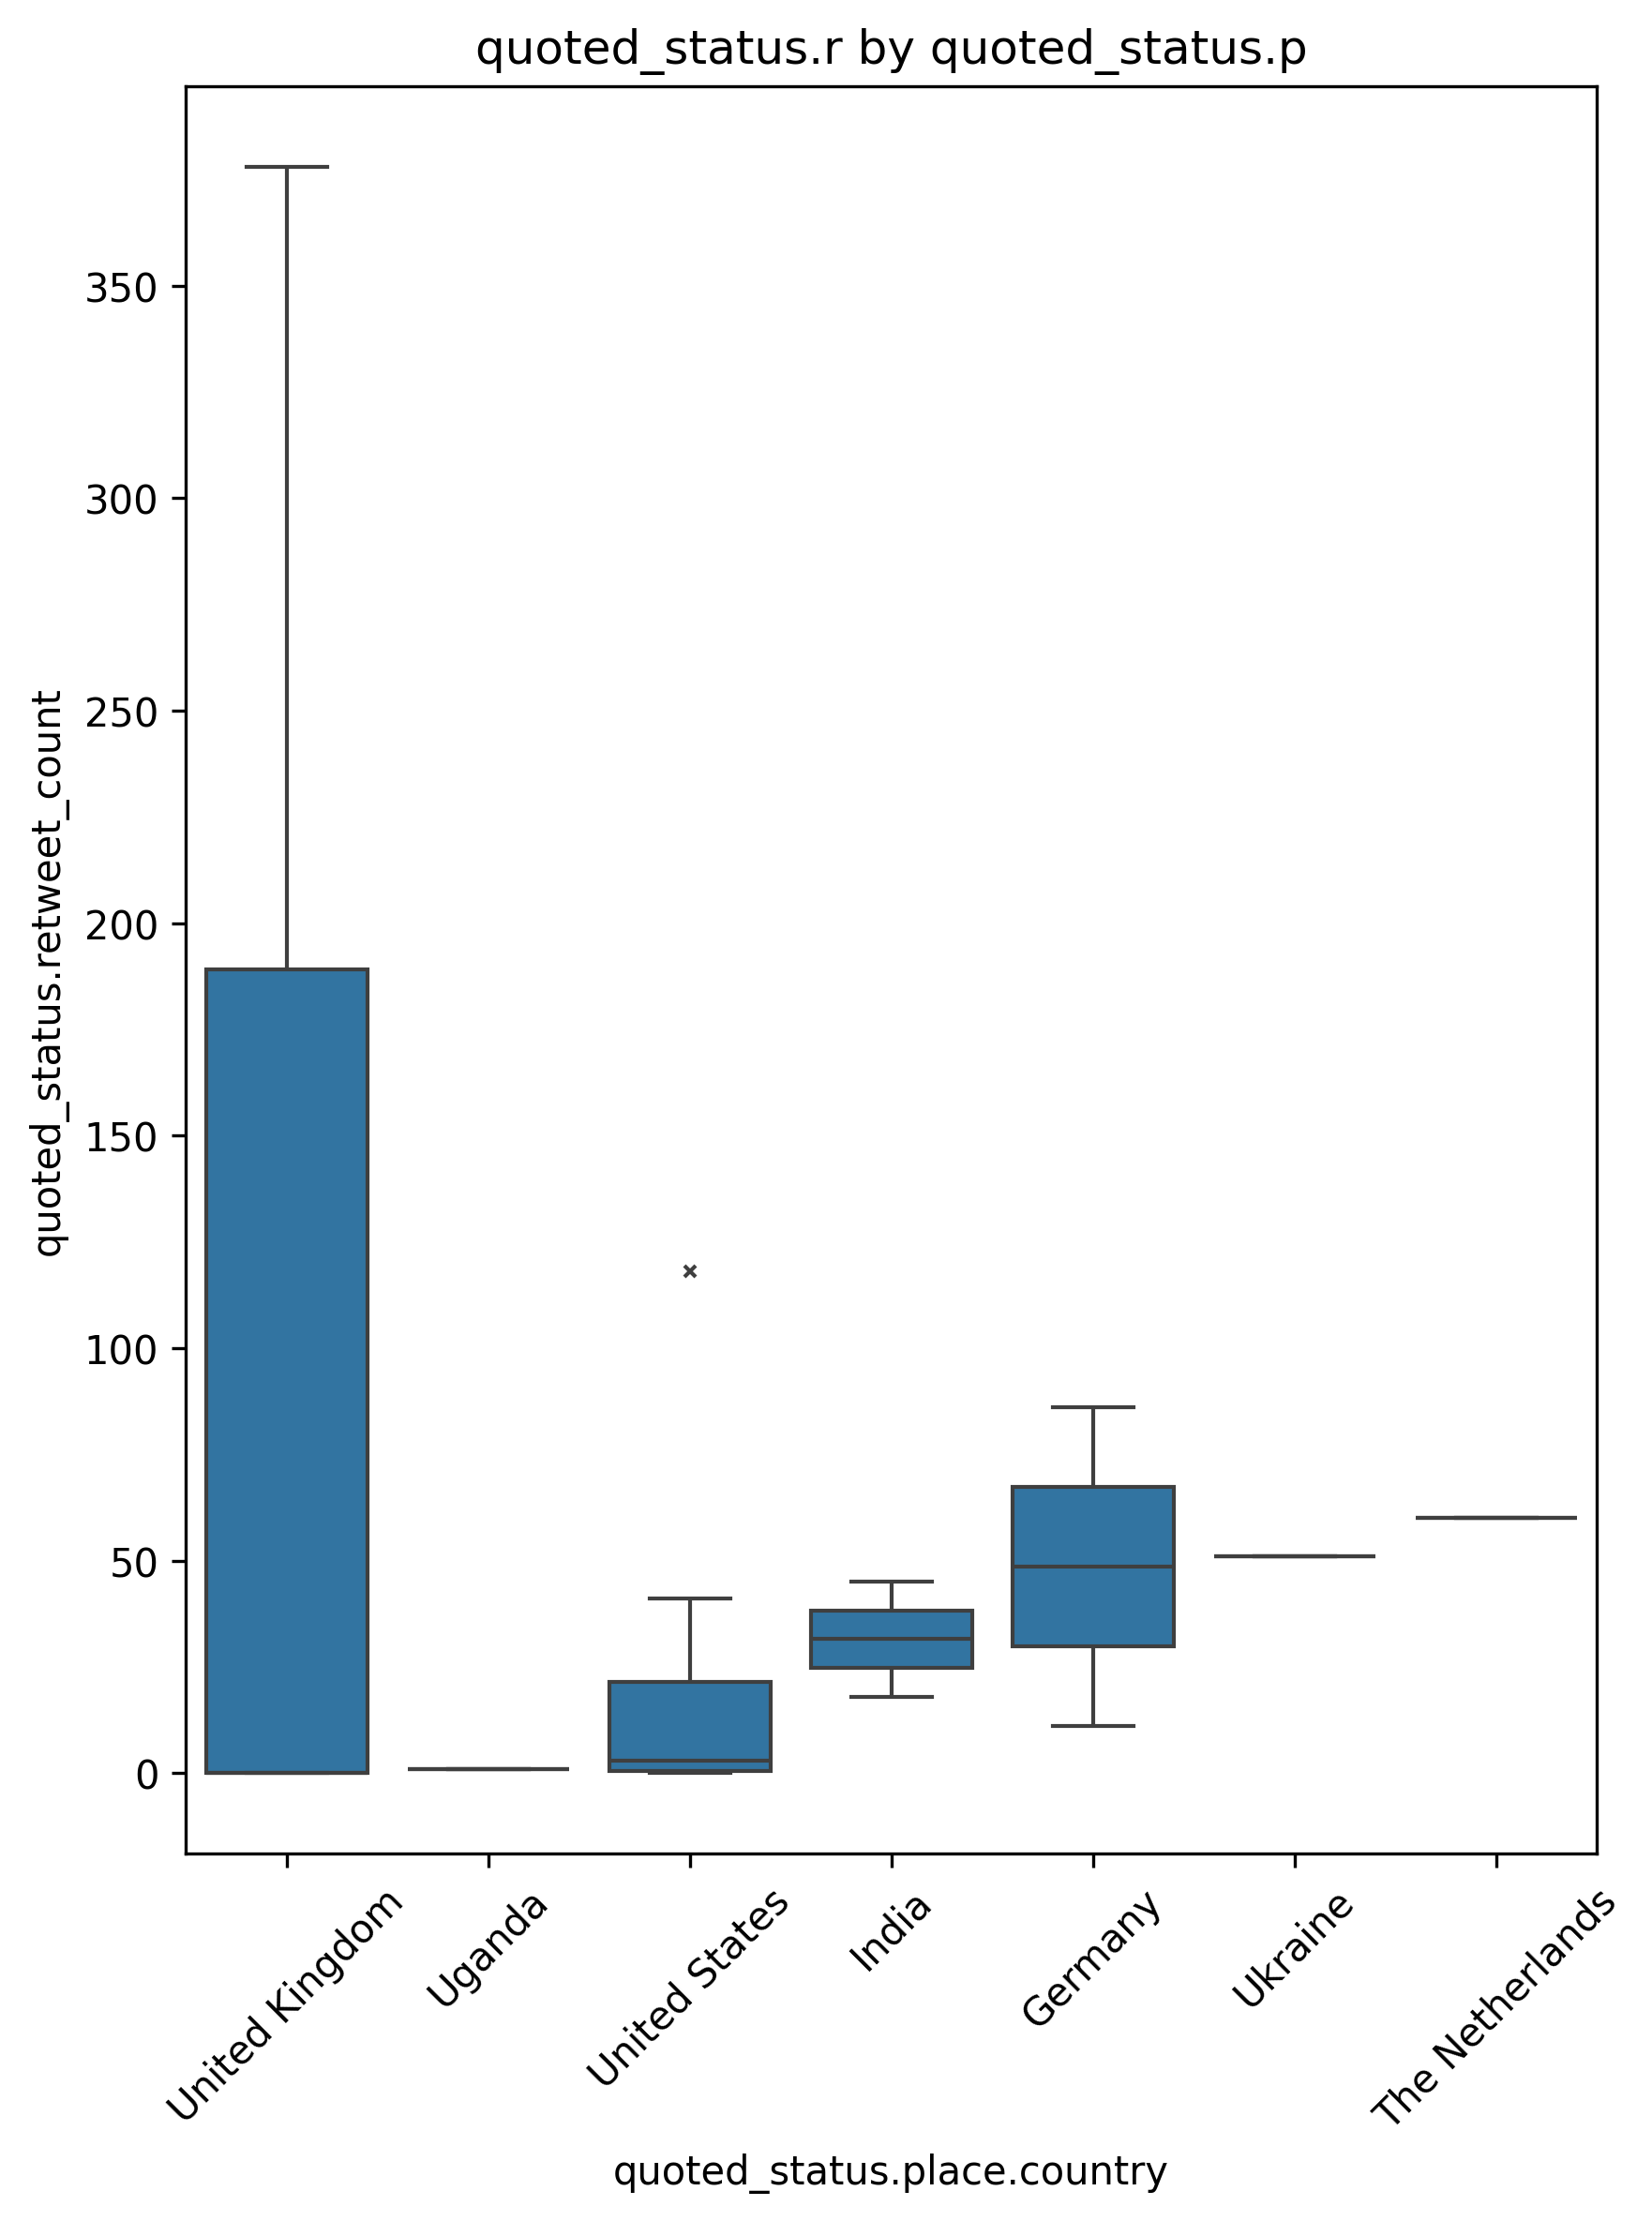 quoted_status.r by quoted_status.p
quoted_status.retweet_count
350
300
250
200
150
100
50
0
United Kingdom
Uganda
United States
India
Germany
Ukraine
The Netherlands
quoted_status.place.country